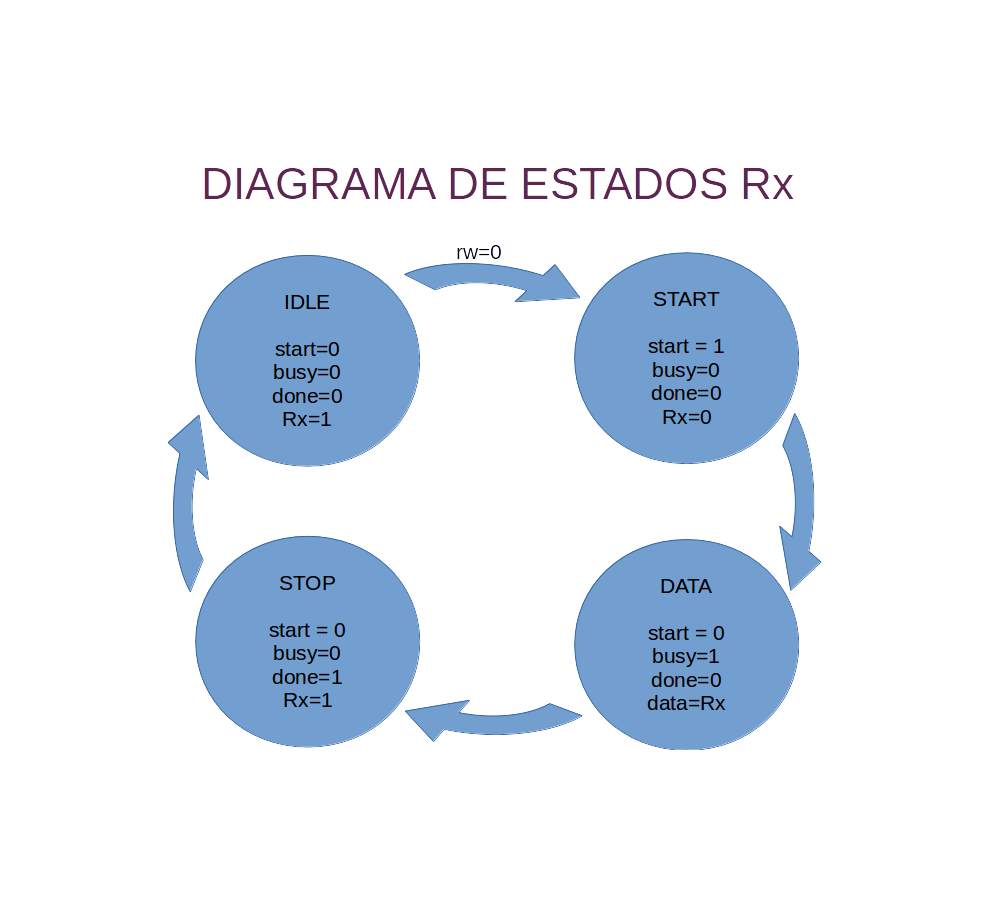 DIAGRAMA DE ESTADOS Rx
rw=0
IDLE
start=0
busy=0
done=0
Rx=1
START
start = 1
busy=0
done=0
Rx=0
STOP
start = 0
busy=0
done=1
Rx=1
DATA
start = 0
busy=1
done=0
data=Rx